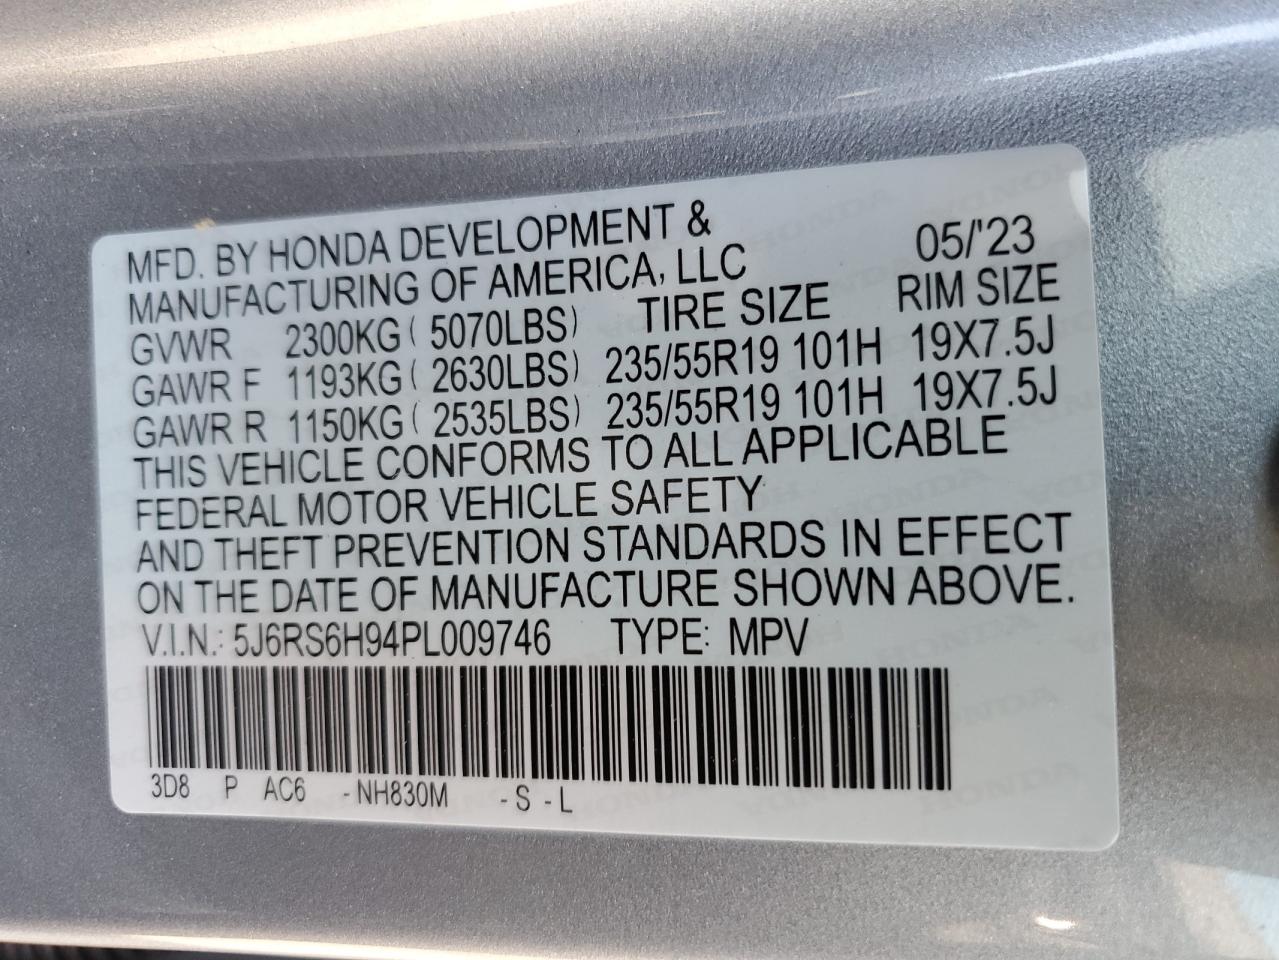 MFD. BY HONDA DEVELOPMENT &
MANUFACTURING OF AMERICA, LLC 05/'23
GVWR 2300KG ( 5070LBS) TIRE SIZE RIM SIZE
GAWR F 1193KG ( 2630LBS) 235/55R19 101H 19X7.5J
GAWR R 1150KG ( 2535LBS) 235/55R19 101H 19X7.5J
THIS VEHICLE CONFORMS TO ALL APPLICABLE
FEDERAL MOTOR VEHICLE SAFETY
AND THEFT PREVENTION STANDARDS IN EFFECT
ON THE DATE OF MANUFACTURE SHOWN ABOVE.
V.I.N.: 5J6RS6H94PL009746 TYPE: MPV
3D8 P AC6 -NH830M -S -L